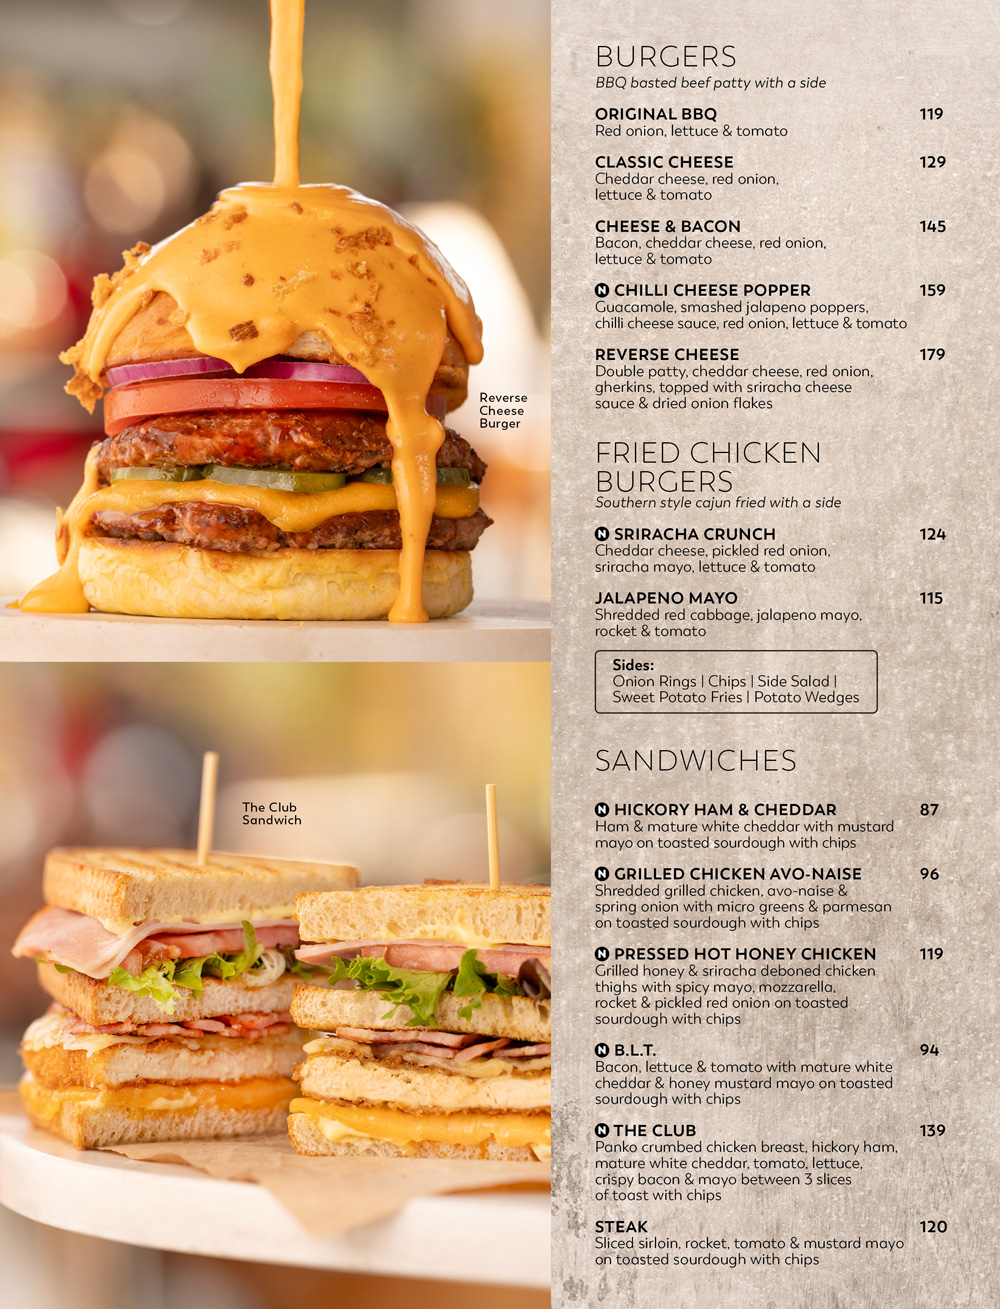 BURGERS
BBQ basted beef patty with a side
ORIGINAL BBQ 119
Red onion, lettuce & tomato
CLASSIC CHEESE 129
Cheddar cheese, red onion,
lettuce & tomato
CHEESE & BACON 145
Bacon, cheddar cheese, red onion,
lettuce & tomato
N CHILLI CHEESE POPPER 159
Guacamole, smashed jalapeno poppers,
chilli cheese sauce, red onion, lettuce & tomato
REVERSE CHEESE 179
Double patty, cheddar cheese, red onion,
gherkins, topped with sriracha cheese
sauce & dried onion flakes
Reverse
Cheese
Burger
FRIED CHICKEN
BURGERS
Southern style cajun fried with a side
N SRIRACHA CRUNCH 124
Cheddar cheese, pickled red onion,
sriracha mayo, lettuce & tomato
JALAPENO MAYO 115
Shredded red cabbage, jalapeno mayo,
rocket & tomato
Sides:
Onion Rings | Chips | Side Salad |
Sweet Potato Fries | Potato Wedges
SANDWICHES
The Club
Sandwich
N HICKORY HAM & CHEDDAR 87
Ham & mature white cheddar with mustard
mayo on toasted sourdough with chips
N GRILLED CHICKEN AVO-NAISE 96
Shredded grilled chicken, avo-naise &
spring onion with micro greens & parmesan
on toasted sourdough with chips
N PRESSED HOT HONEY CHICKEN 119
Grilled honey & sriracha deboned chicken
thighs with spicy mayo, mozzarella,
rocket & pickled red onion on toasted
sourdough with chips
N B.L.T. 94
Bacon, lettuce & tomato with mature white
cheddar & honey mustard mayo on toasted
sourdough with chips
N THE CLUB 139
Panko crumbed chicken breast, hickory ham,
mature white cheddar, tomato, lettuce,
crispy bacon & mayo between 3 slices
of toast with chips
STEAK 120
Sliced sirloin, rocket, tomato & mustard mayo
on toasted sourdough with chips